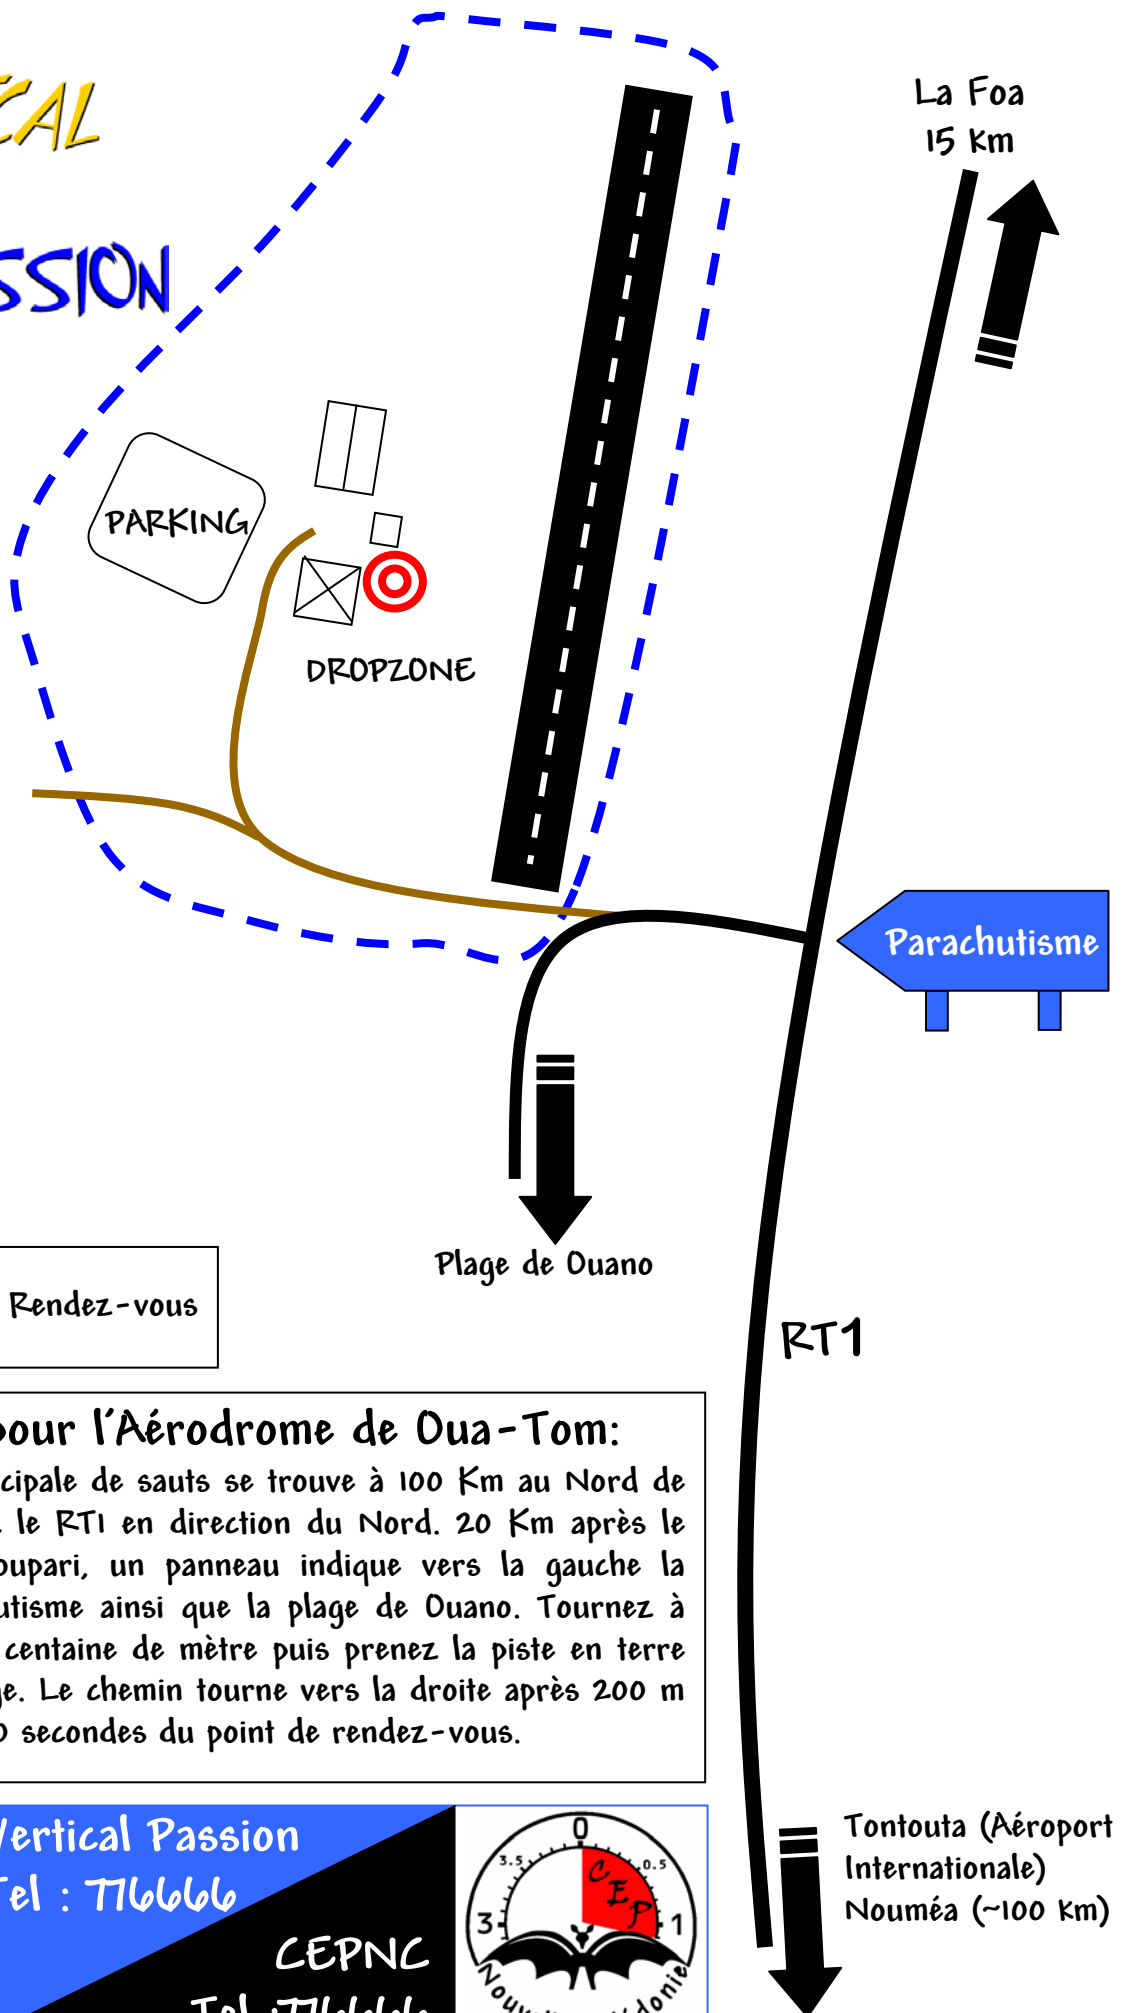 CAL
SSION
La Foa
15 km
PARKING
DROPZONE
Parachutisme
Plage de Ouano
Rendez-vous
RT1
pour l'Aérodrome de Oua-Tom:
cipale de sauts se trouve à 100 Km au Nord de
le RT1 en direction du Nord. 20 Km après le
oupari, un panneau indique vers la gauche la
utisme ainsi que la plage de Ouano. Tournez à
centaine de mètre puis prenez la piste en terre
ge. Le chemin tourne vers la droite après 200 m
0 secondes du point de rendez-vous.
Vertical Passion
Tel : 776666
CEPNC
Tel :776666
0
3.5
0.5
CEP
3
1
Tontouta (Aéroport
Internationale)
Nouméa (~100 km)